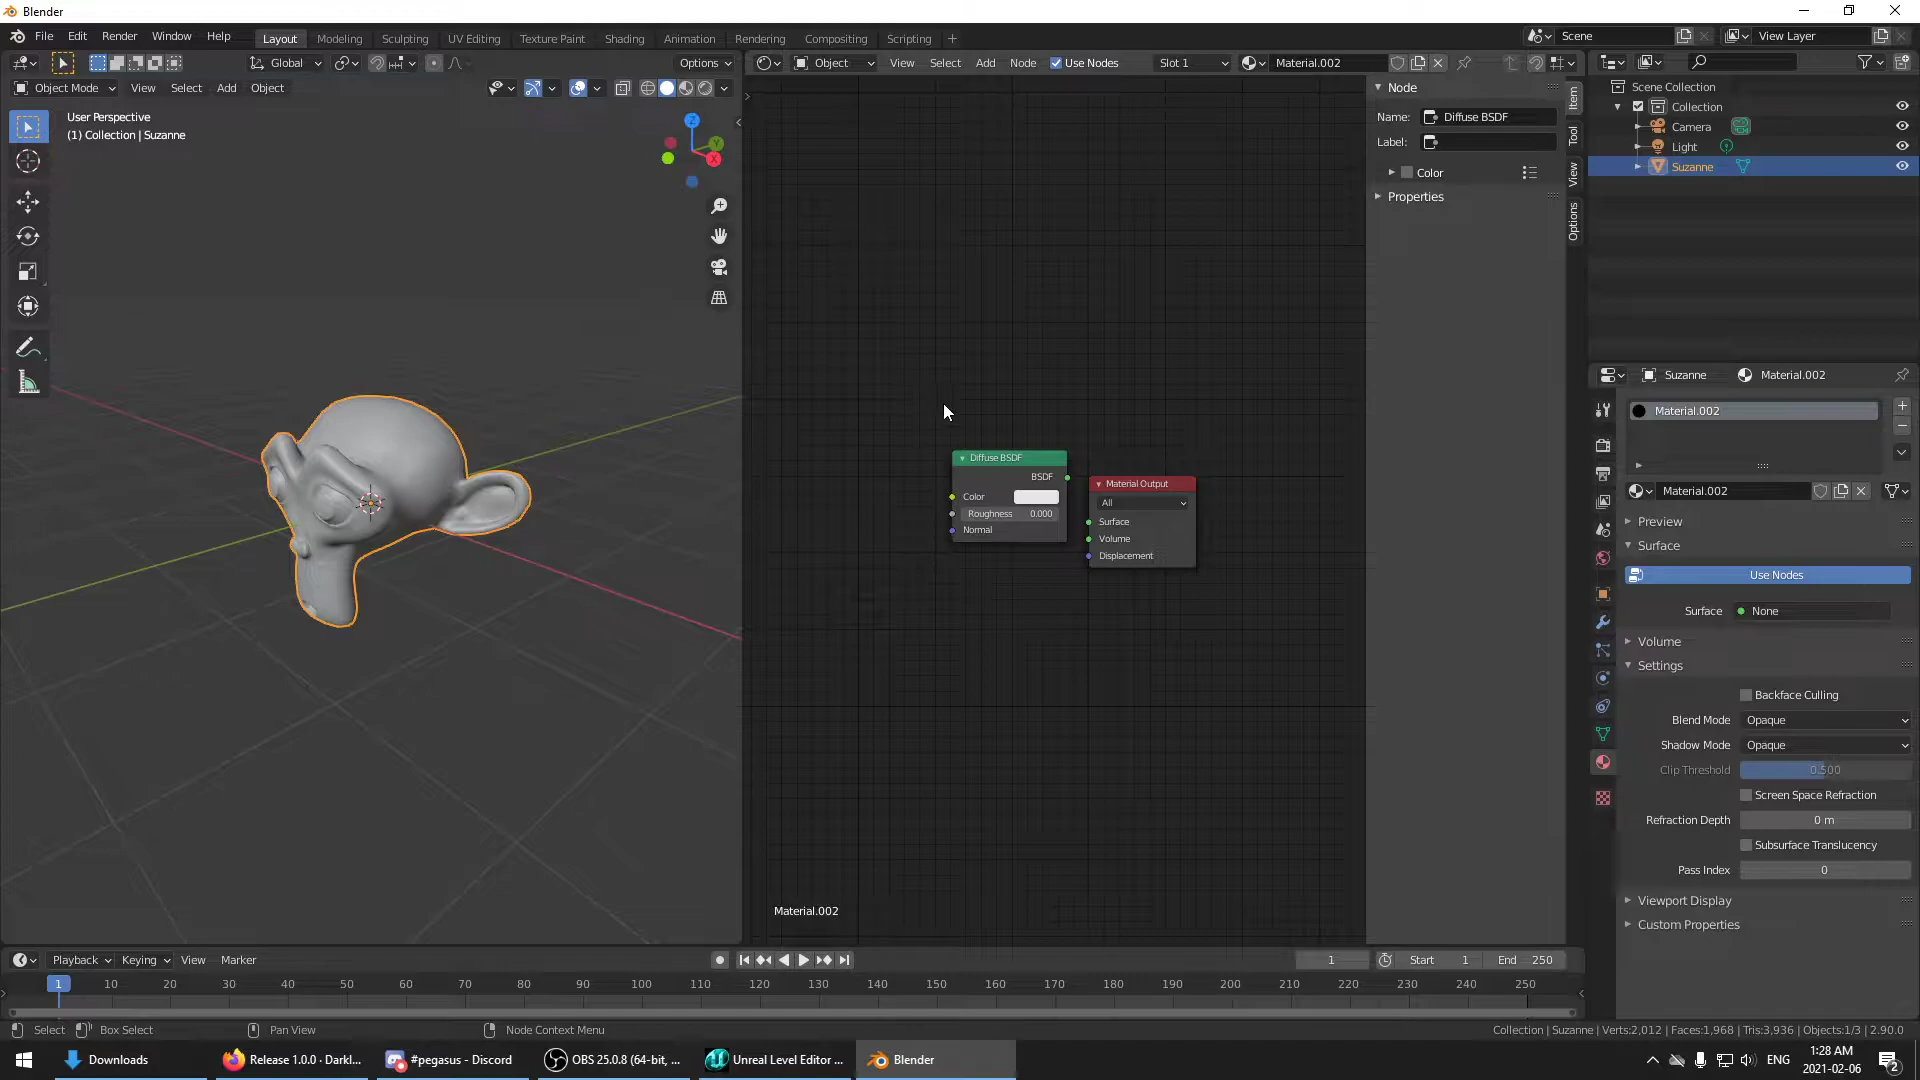 Blender
File Edit Render Window Help
Layout Modeling Sculpting UV Editing Texture Paint Shading Animation Rendering Compositing Scripting
Scene
View Layer
Global
Options
Object
View Select Add Node Use Nodes
Slot 1
Material.002
Object Mode View Select Add Object
User Perspective
(1) Collection | Suzanne
Z
Y
X
Node
Name: Diffuse BSDF
Label:
Color
Properties
Item
Tool
View
Options
Scene Collection
Collection
Camera
Light
Suzanne
Diffuse BSDF
BSDF
Color
Roughness 0.000
Normal
Material Output
All
Surface
Volume
Displacement
Material.002
Suzanne Material.002
Material.002
Material.002
Preview
Surface
Use Nodes
Surface None
Volume
Settings
Backface Culling
Blend Mode Opaque
Shadow Mode Opaque
Clip Threshold 0.500
Screen Space Refraction
Refraction Depth 0 m
Subsurface Translucency
Pass Index 0
Viewport Display
Custom Properties
Playback Keying View Marker
1 Start 1 End 250
1 10 20 30 40 50 60 70 80 90 100 110 120 130 140 150 160 170 180 190 200 210 220 230 240 250
Select Box Select Pan View Node Context Menu
Collection | Suzanne | Verts:2,012 | Faces:1,968 | Tris:3,936 | Objects:1/3 | 2.90.0
Downloads
Release 1.0.0 · Darkl...
#pegasus - Discord
OBS 25.0.8 (64-bit, ...
Unreal Level Editor ...
Blender
ENG
1:28 AM
2021-02-06
2